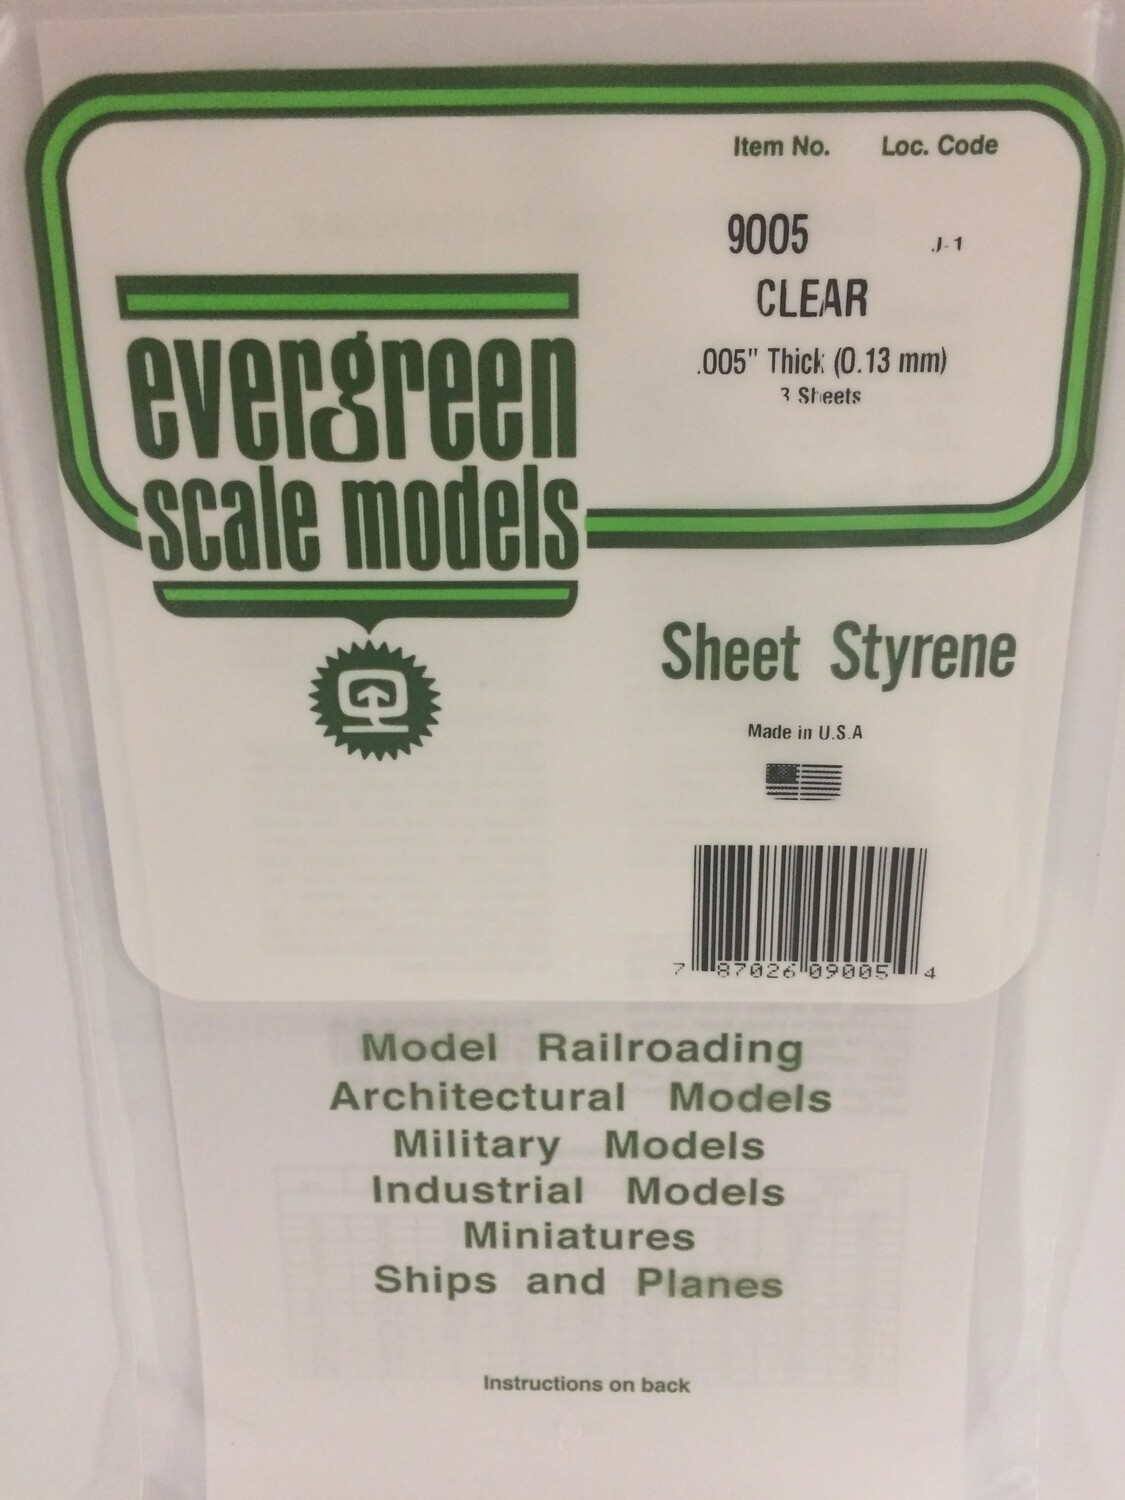 Item No. Loc. Code
9005 J-1
CLEAR
.005" Thick (0.13 mm)
3 Sheets
evergreen
scale models
Sheet Styrene
Made in U.S.A
7 87026 09005 4
Model Railroading
Architectural Models
Military Models
Industrial Models
Miniatures
Ships and Planes
Instructions on back